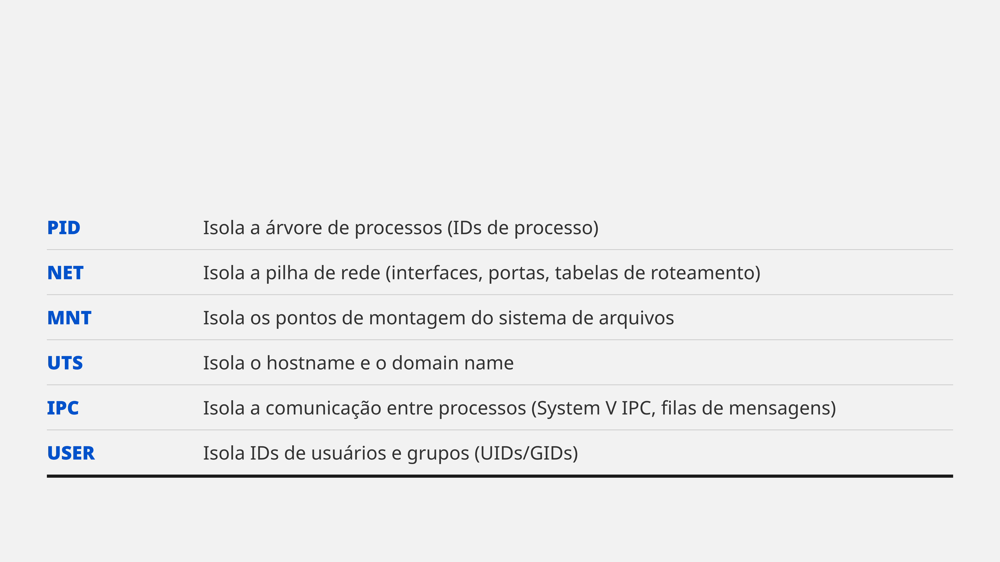 PID Isola a árvore de processos (IDs de processo)
NET Isola a pilha de rede (interfaces, portas, tabelas de roteamento)
MNT Isola os pontos de montagem do sistema de arquivos
UTS Isola o hostname e o domain name
IPC Isola a comunicação entre processos (System V IPC, filas de mensagens)
USER Isola IDs de usuários e grupos (UIDs/GIDs)